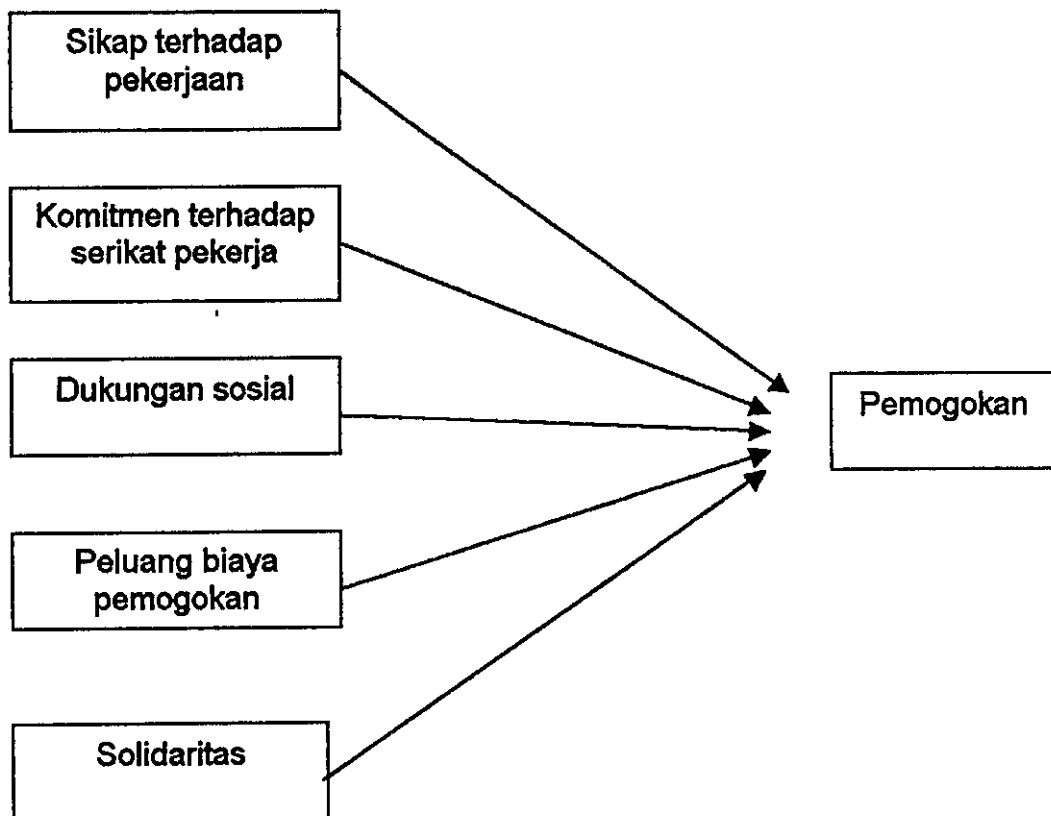 Sikap terhadap
pekerjaan
Komitmen terhadap
serikat pekerja
Dukungan sosial
Pemogokan
Peluang biaya
pemogokan
Solidaritas